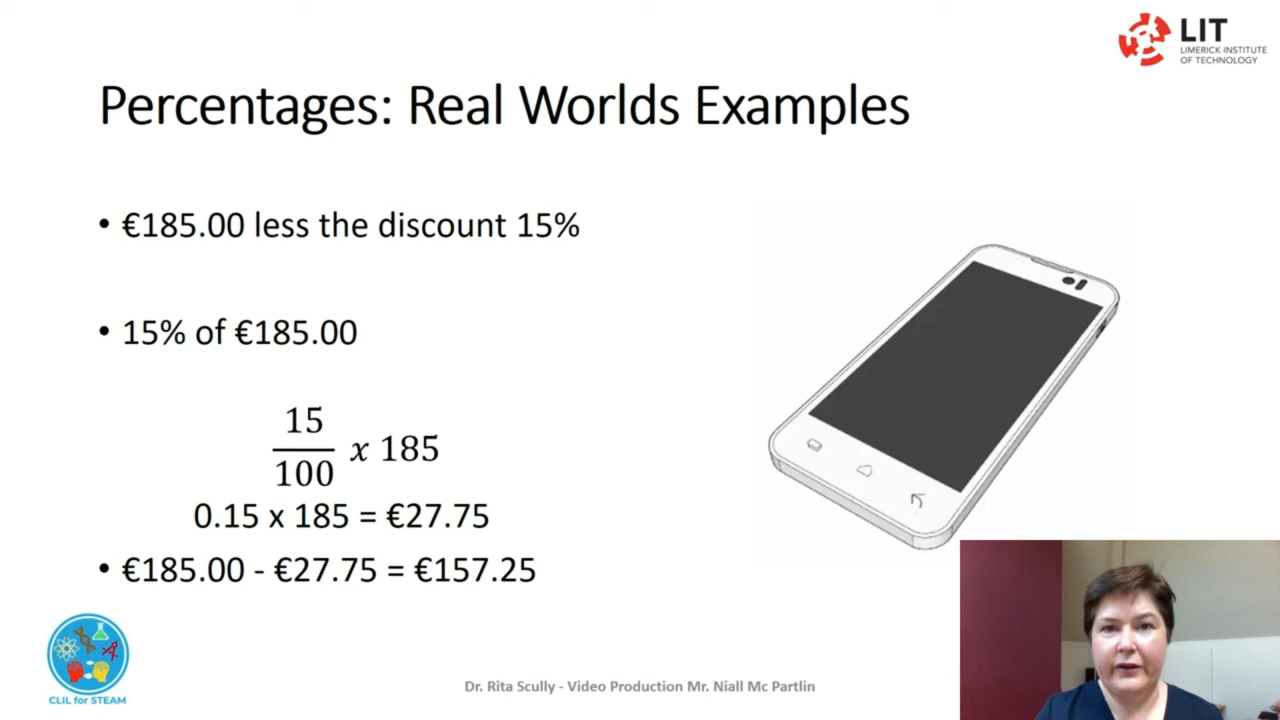 LIT
LIMERICK INSTITUTE
OF TECHNOLOGY
Percentages: Real Worlds Examples
• €185.00 less the discount 15%
• 15% of €185.00
15
100
x 185
0.15 x 185 = €27.75
• €185.00 - €27.75 = €157.25
CLIL for STEAM
Dr. Rita Scully - Video Production Mr. Niall Mc Partlin